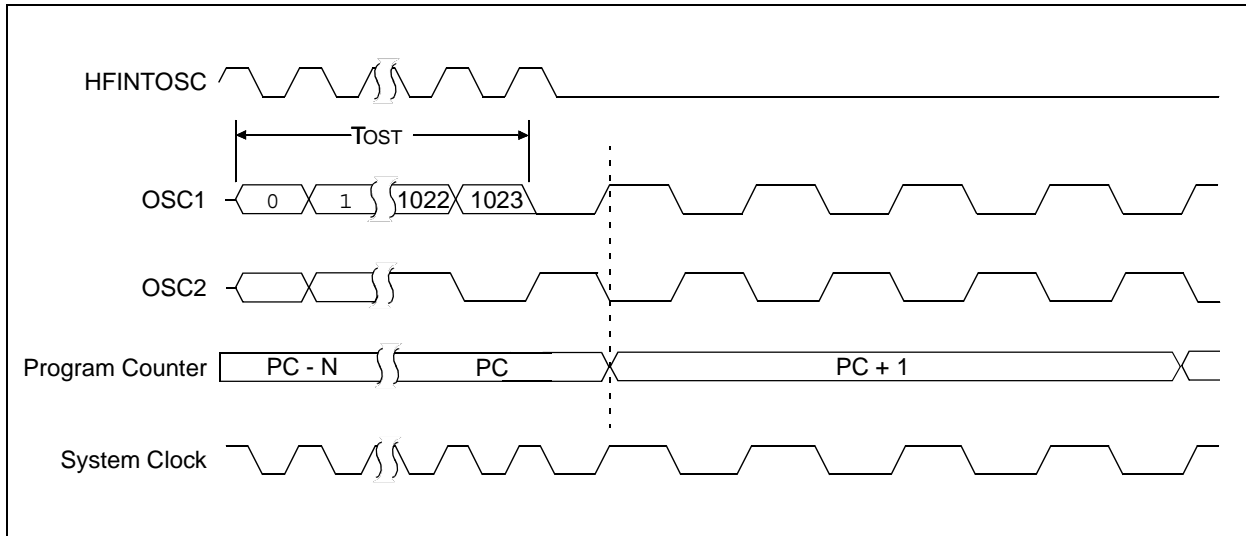 HFINTOSC
TOST
OSC1 0 1 1022 1023
OSC2
Program Counter PC - N PC PC + 1
System Clock